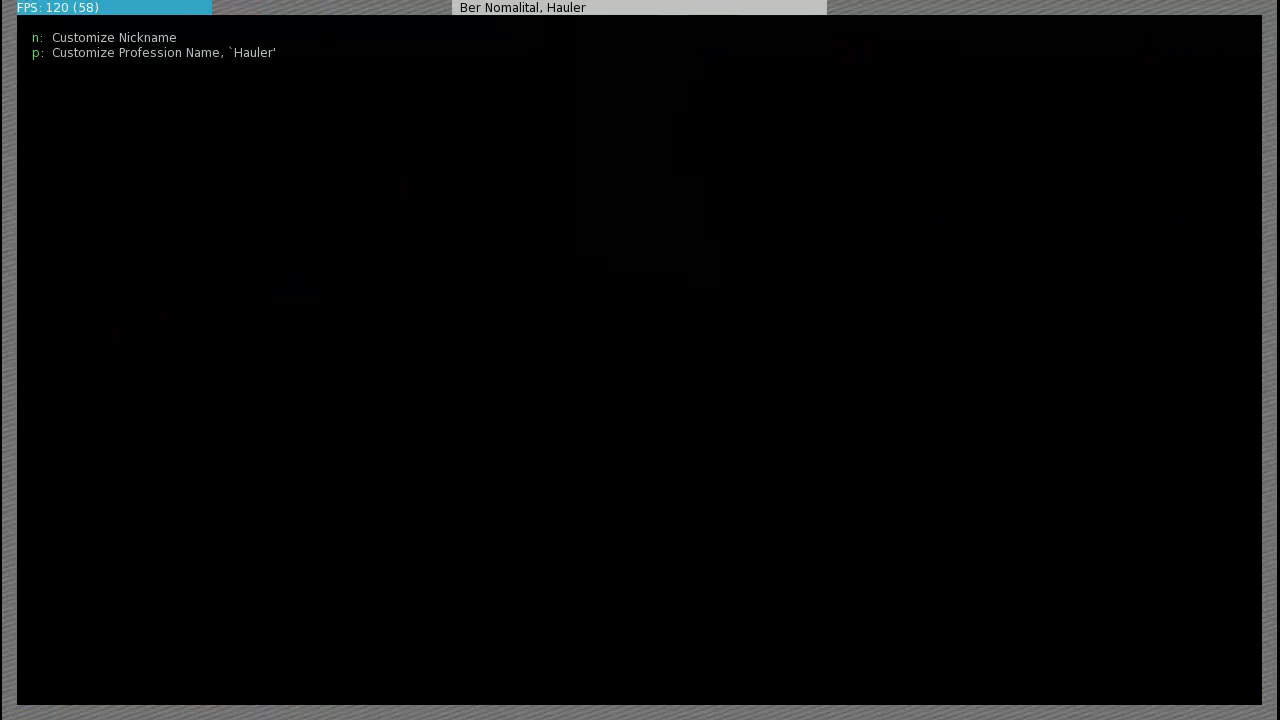 FPS: 120 (58)
Ber Nomalital, Hauler
n: Customize Nickname
p: Customize Profession Name, `Hauler'